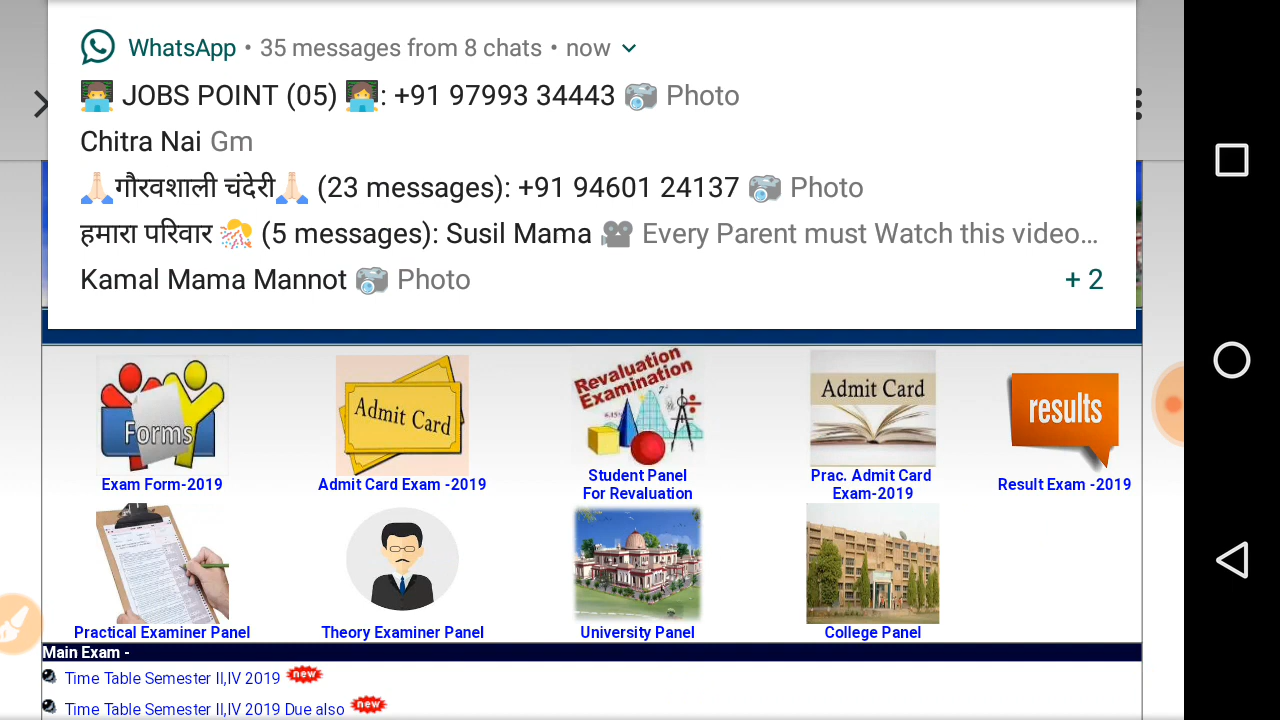 WhatsApp • 35 messages from 8 chats • now
👨‍💻 JOBS POINT (05) 👩‍💻: +91 97993 34443 📷 Photo
Chitra Nai Gm
🙏🏻गौरवशाली चंदेरी🙏🏻 (23 messages): +91 94601 24137 📷 Photo
हमारा परिवार 🎊 (5 messages): Susil Mama 🎥 Every Parent must Watch this video...
Kamal Mama Mannot 📷 Photo + 2
Forms
Exam Form-2019
Admit Card
Admit Card Exam -2019
Revaluation
Examination
Student Panel
For Revaluation
Admit Card
Prac. Admit Card
Exam-2019
results
Result Exam -2019
Practical Examiner Panel
Theory Examiner Panel
University Panel
College Panel
Main Exam -
Time Table Semester II,IV 2019 new
Time Table Semester II,IV 2019 Due also new